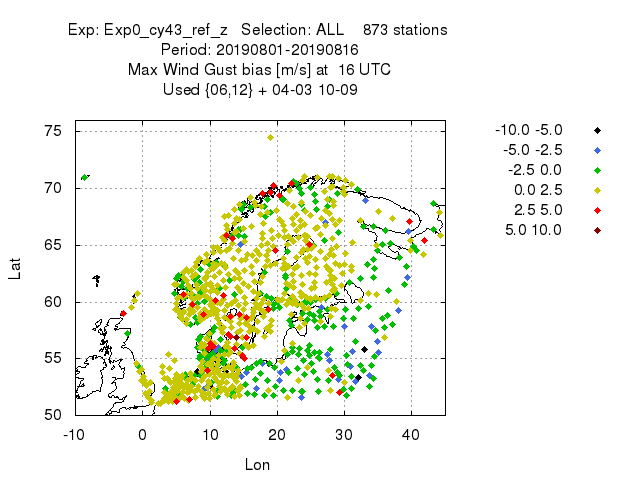 Exp: Exp0_cy43_ref_z Selection: ALL 873 stations
Period: 20190801-20190816
Max Wind Gust bias [m/s] at 16 UTC
Used {06,12} + 04-03 10-09
-10.0 -5.0
-5.0 -2.5
-2.5 0.0
0.0 2.5
2.5 5.0
5.0 10.0
75
70
65
60
55
50
Lat
-10 0 10 20 30 40
Lon